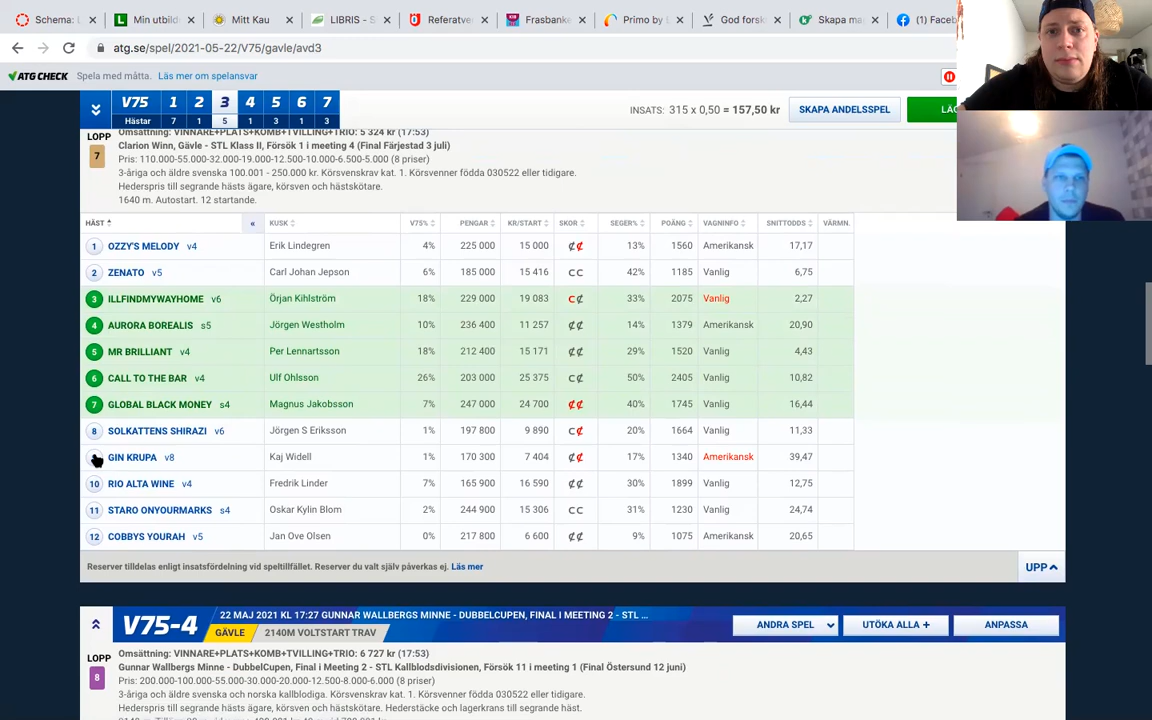 Schema: L
Min utbild
Mitt Kau
LIBRIS - S
Referatver
Frasbanke
Primo by L
God forsk
Skapa ma
(1) Faceb
atg.se/spel/2021-05-22/V75/gavle/avd3
ATG CHECK Spela med måtta. Läs mer om spelansvar
V75 1 2 3 4 5 6 7
Hästar 7 1 5 1 3 1 3
INSATS: 315 x 0,50 = 157,50 kr
SKAPA ANDELSSPEL
LÄG
LOPP
7
Omsättning: VINNARE+PLATS+KOMB+TVILLING+TRIO: 5 324 kr (17:53)
Clarion Winn, Gävle - STL Klass II, Försök 1 i meeting 4 (Final Färjestad 3 juli)
Pris: 110.000-55.000-32.000-19.000-12.500-10.000-6.500-5.000 (8 priser)
3-åriga och äldre svenska 100.001 - 250.000 kr. Körsvenskrav kat. 1. Körsvenner födda 030522 eller tidigare.
Hederspris till segrande hästs ägare, körsven och hästskötare.
1640 m. Autostart. 12 startande.
HÄST « KUSK V75% PENGAR KR/START SKOR SEGER% POÄNG VAGNINFO SNITTODDS VÄRMN.
1 OZZY'S MELODY v4 Erik Lindegren 4% 225 000 15 000 ȼȼ 13% 1560 Amerikansk 17,17
2 ZENATO v5 Carl Johan Jepson 6% 185 000 15 416 CC 42% 1185 Vanlig 6,75
3 ILLFINDMYWAYHOME v6 Örjan Kihlström 18% 229 000 19 083 Cȼ 33% 2075 Vanlig 2,27
4 AURORA BOREALIS s5 Jörgen Westholm 10% 236 400 11 257 ȼȼ 14% 1379 Amerikansk 20,90
5 MR BRILLIANT v4 Per Lennartsson 18% 212 400 15 171 ȼȼ 29% 1520 Vanlig 4,43
6 CALL TO THE BAR v4 Ulf Ohlsson 26% 203 000 25 375 Cȼ 50% 2405 Vanlig 10,82
7 GLOBAL BLACK MONEY s4 Magnus Jakobsson 7% 247 000 24 700 ȼȼ 40% 1745 Vanlig 16,44
8 SOLKATTENS SHIRAZI v6 Jörgen S Eriksson 1% 197 800 9 890 Cȼ 20% 1664 Vanlig 11,33
GIN KRUPA v8 Kaj Widell 1% 170 300 7 404 ȼȼ 17% 1340 Amerikansk 39,47
10 RIO ALTA WINE v4 Fredrik Linder 7% 165 900 16 590 ȼȼ 30% 1899 Vanlig 12,75
11 STARO ONYOURMARKS s4 Oskar Kylin Blom 2% 244 900 15 306 CC 31% 1230 Vanlig 24,74
12 COBBYS YOURAH v5 Jan Ove Olsen 0% 217 800 6 600 ȼȼ 9% 1075 Amerikansk 20,65
Reserver tilldelas enligt insatsfördelning vid speltillfället. Reserver du valt själv påverkas ej. Läs mer
UPP
V75-4
22 MAJ 2021 KL 17:27 GUNNAR WALLBERGS MINNE - DUBBELCUPEN, FINAL I MEETING 2 - STL ...
GÄVLE 2140M VOLTSTART TRAV
ANDRA SPEL
UTÖKA ALLA +
ANPASSA
LOPP
8
Omsättning: VINNARE+PLATS+KOMB+TVILLING+TRIO: 6 727 kr (17:53)
Gunnar Wallbergs Minne - DubbelCupen, Final i Meeting 2 - STL Kallblodsdivisionen, Försök 11 i meeting 1 (Final Östersund 12 juni)
Pris: 200.000-100.000-55.000-30.000-20.000-12.500-8.000-6.000 (8 priser)
3-åriga och äldre svenska och norska kallblodiga. Körsvenskrav kat. 1. Körsvenner födda 030522 eller tidigare.
Hederspris till segrande hästs ägare, körsven och hästskötare. Hederstäcke och lagerkrans till segrande häst.